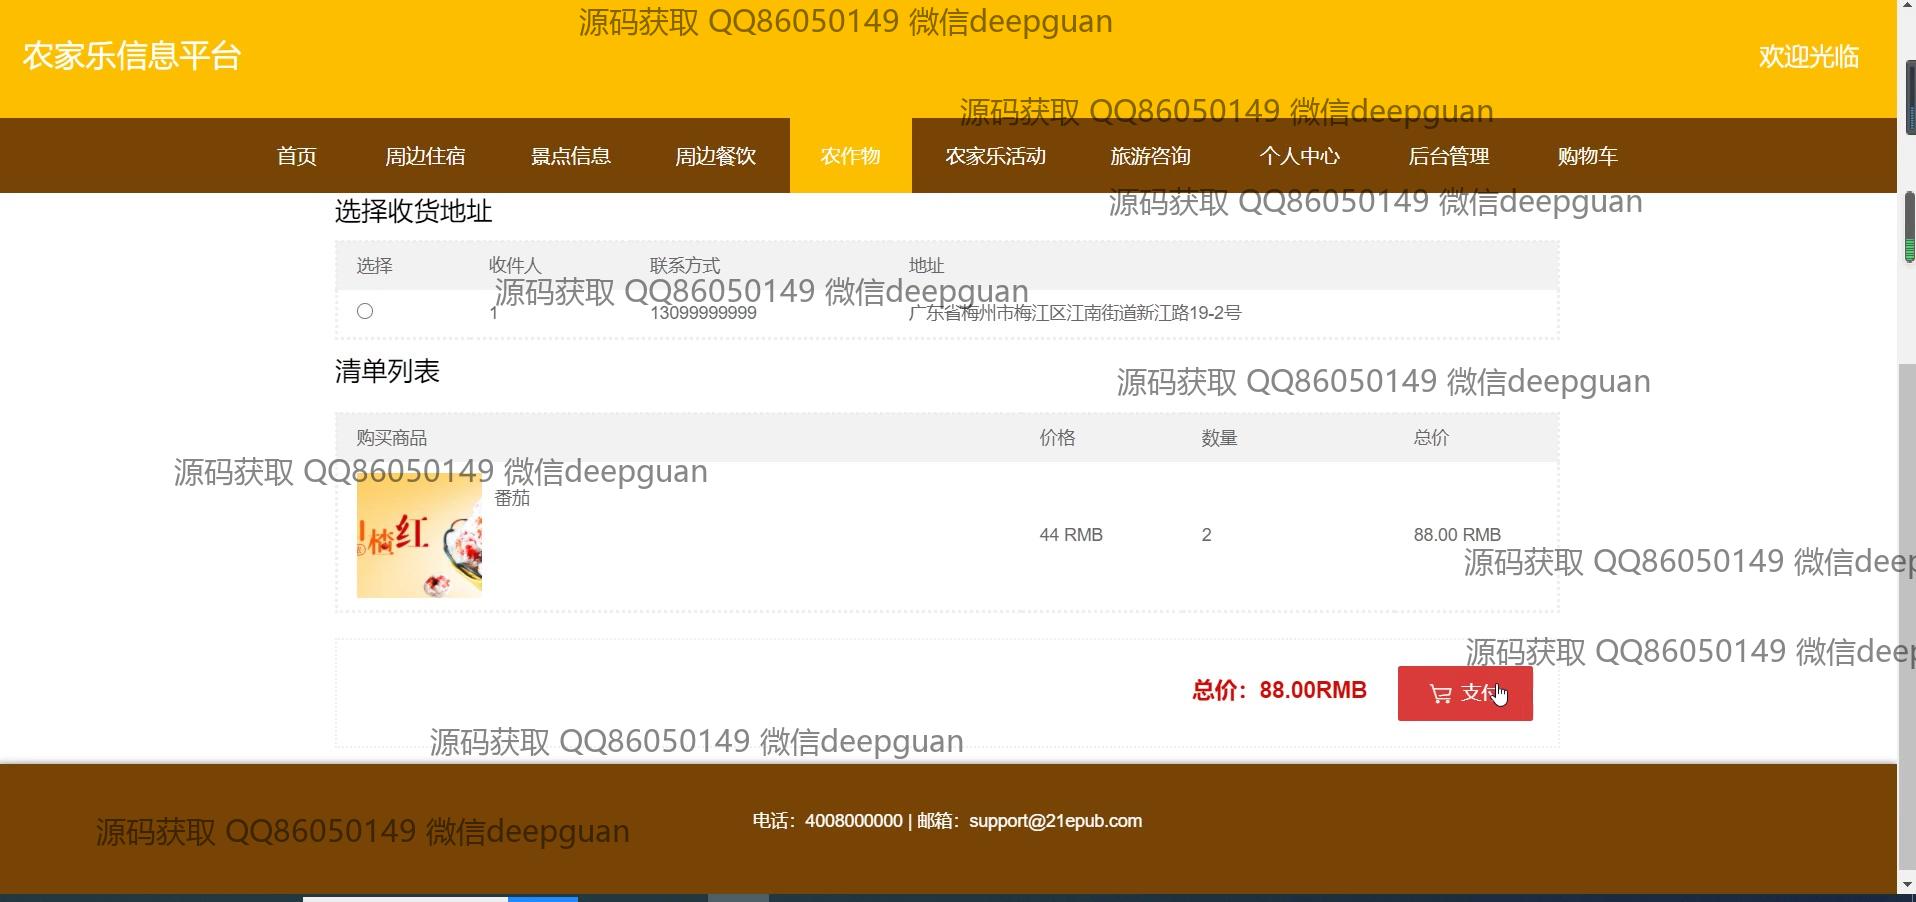 源码获取 QQ86050149 微信deepguan
农家乐信息平台
欢迎光临
源码获取 QQ86050149 微信deepguan
首页 周边住宿 景点信息 周边餐饮 农作物 农家乐活动 旅游咨询 个人中心 后台管理 购物车
源码获取 QQ86050149 微信deepguan
选择收货地址
选择 收件人 联系方式 地址
源码获取 QQ86050149 微信deepguan
1 13099999999 广东省梅州市梅江区江南街道新江路19-2号
清单列表
源码获取 QQ86050149 微信deepguan
购买商品 价格 数量 总价
源码获取 QQ86050149 微信deepguan
番茄
楂红
44 RMB 2 88.00 RMB
源码获取 QQ86050149 微信deep
源码获取 QQ86050149 微信deep
总价：88.00RMB
支付
源码获取 QQ86050149 微信deepguan
电话：4008000000 | 邮箱：support@21epub.com
源码获取 QQ86050149 微信deepguan